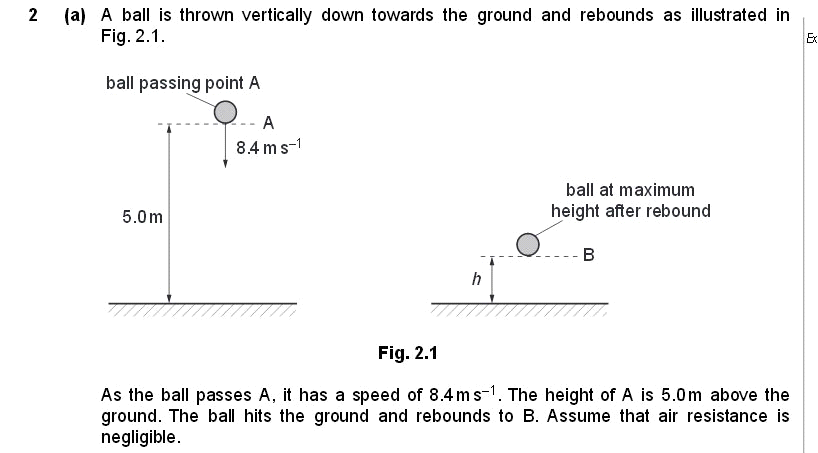 2 (a) A ball is thrown vertically down towards the ground and rebounds as illustrated in
Fig. 2.1.
Ex
ball passing point A
A
8.4 m s⁻¹
5.0 m
ball at maximum
height after rebound
B
h
Fig. 2.1
As the ball passes A, it has a speed of 8.4 m s⁻¹. The height of A is 5.0 m above the
ground. The ball hits the ground and rebounds to B. Assume that air resistance is
negligible.